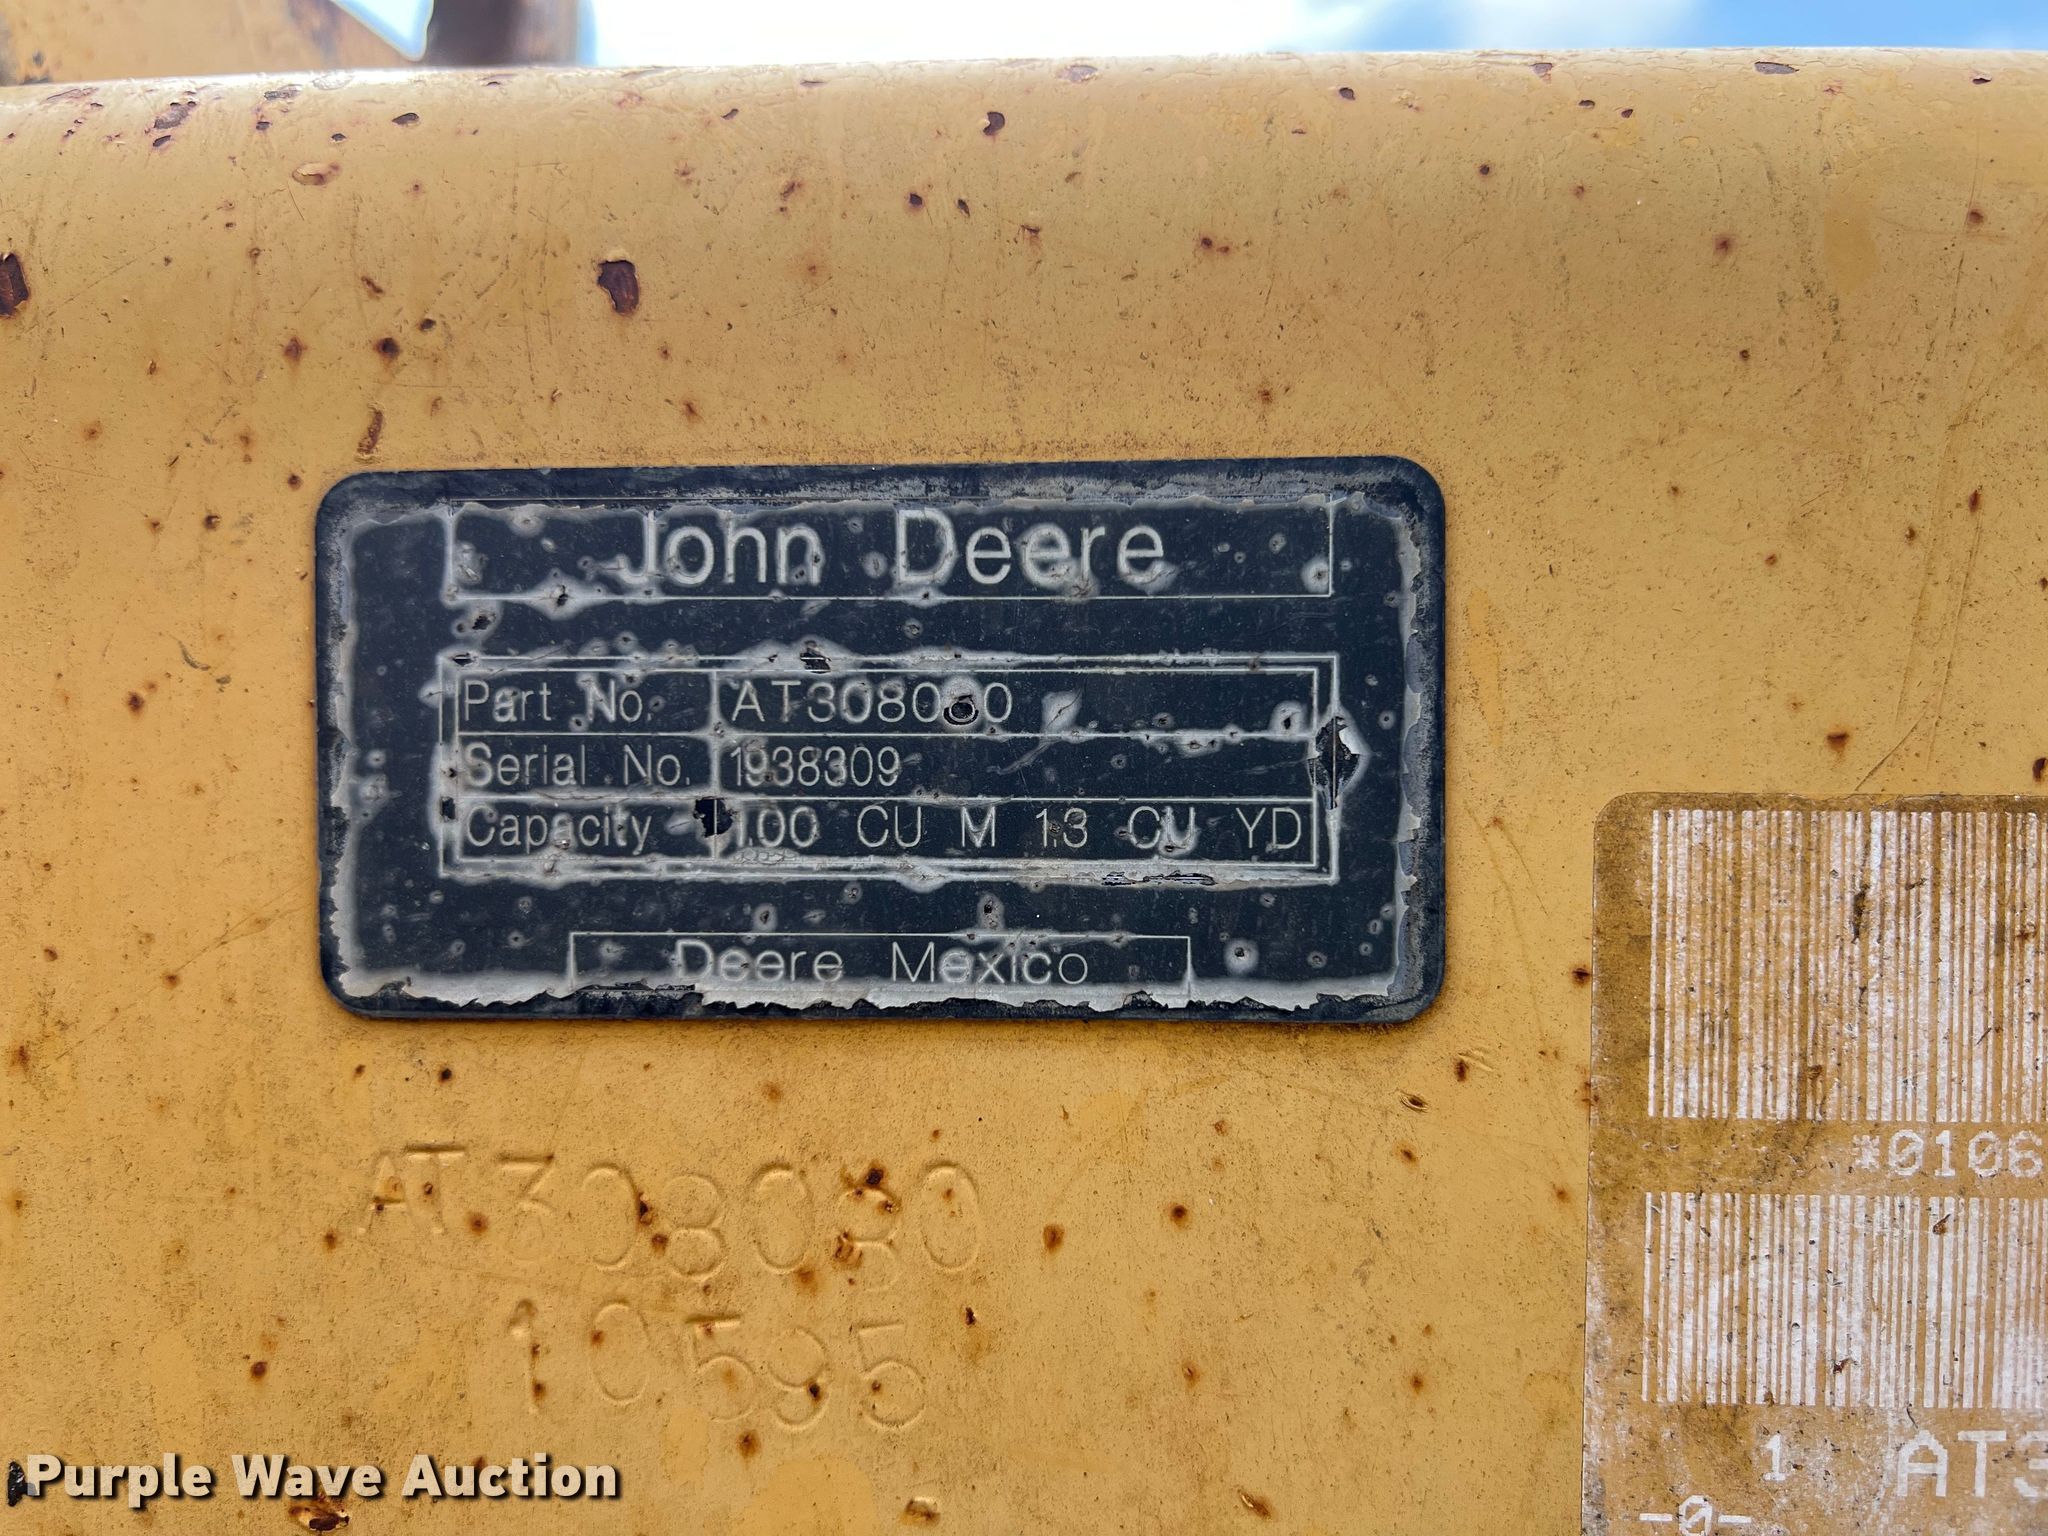 John Deere
Part No. AT308080
Serial No. 1938309
Capacity 1.00 CU M 1.3 CU YD
Deere Mexico
AT308080
10595
*0106
1 AT3
-0-
Purple Wave Auction